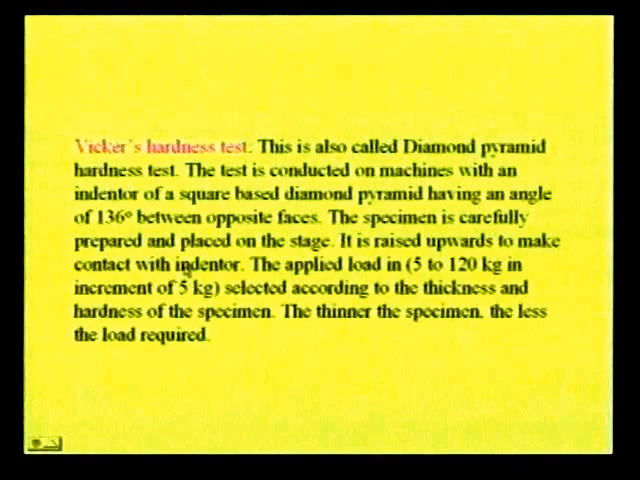 Vicker's hardness test: This is also called Diamond pyramid
hardness test. The test is conducted on machines with an
indentor of a square based diamond pyramid having an angle
of 136° between opposite faces. The specimen is carefully
prepared and placed on the stage. It is raised upwards to make
contact with indentor. The applied load in (5 to 120 kg in
increment of 5 kg) selected according to the thickness and
hardness of the specimen. The thinner the specimen, the less
the load required.